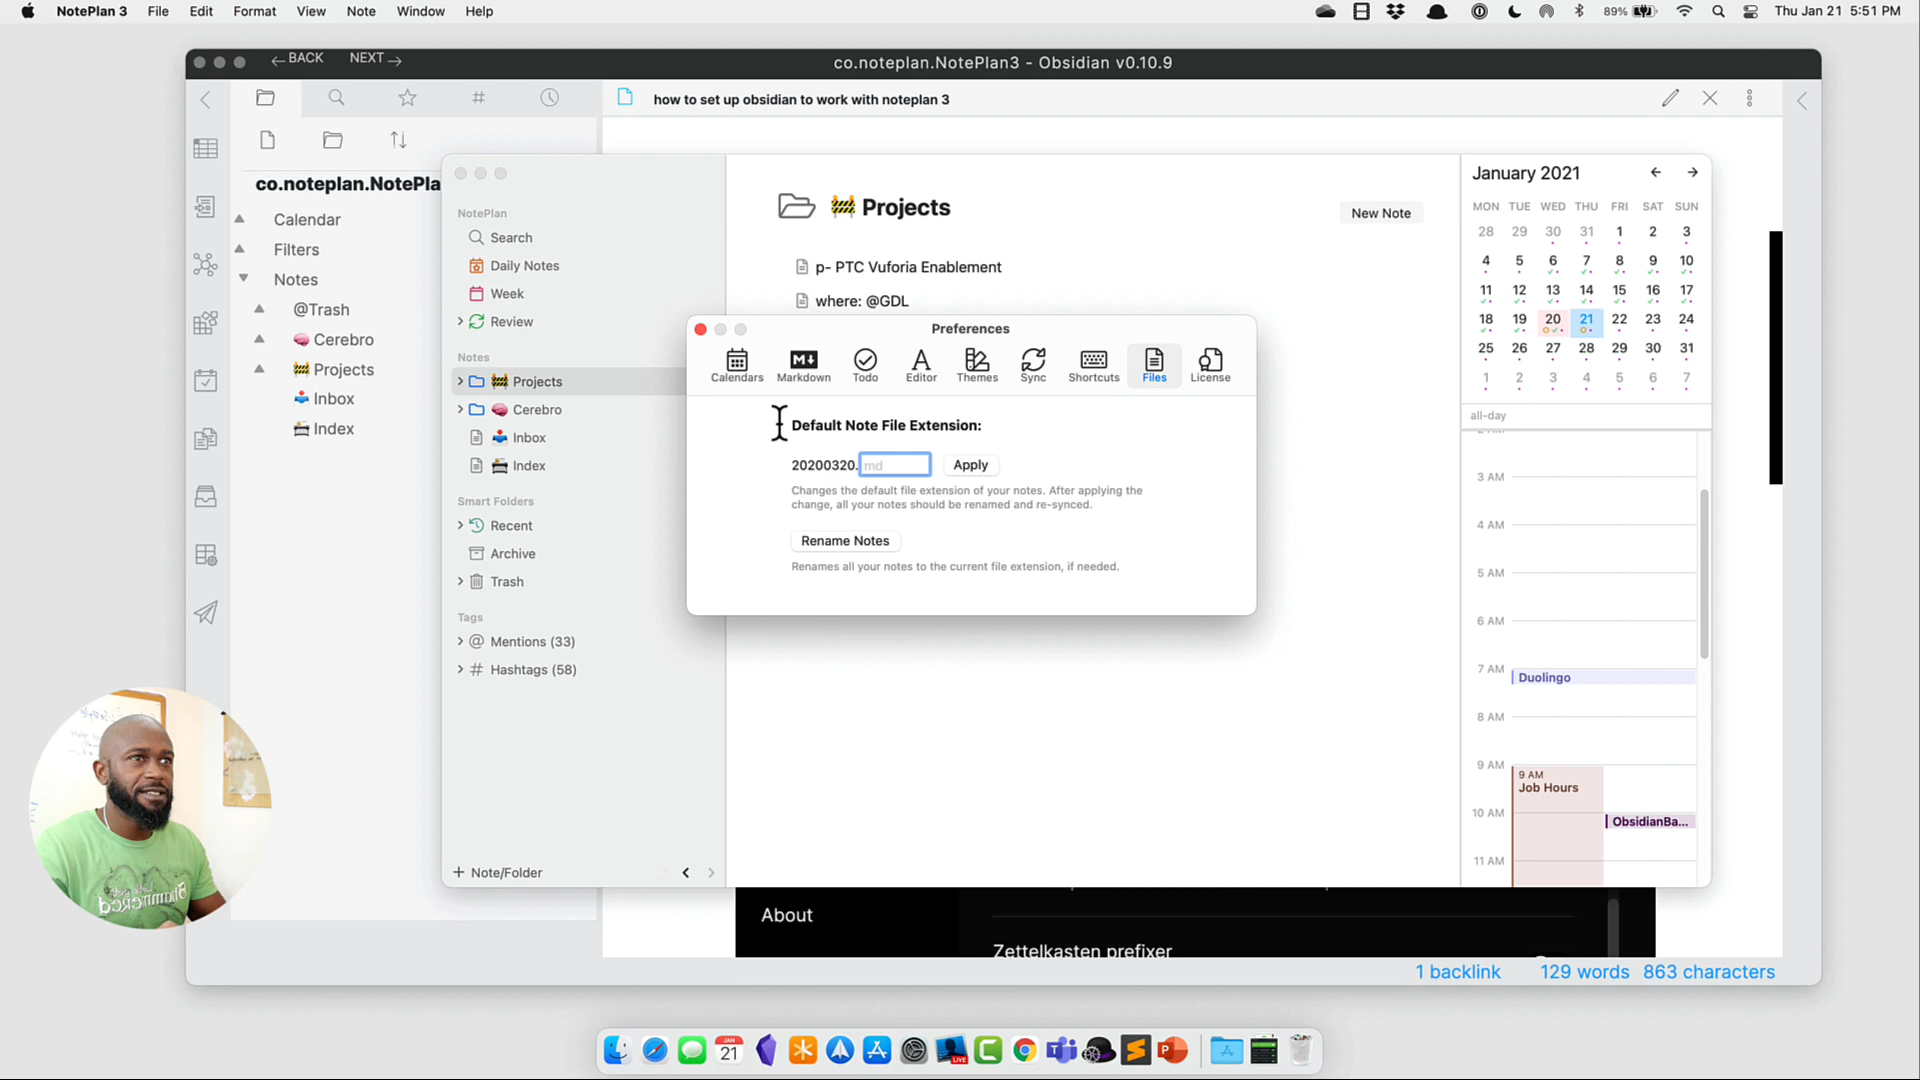 NotePlan 3 File Edit Format View Note Window Help 89% Thu Jan 21 5:51 PM
BACK NEXT co.noteplan.NotePlan3 - Obsidian v0.10.9
how to set up obsidian to work with noteplan 3
co.noteplan.NotePla
Calendar
Filters
Notes
@Trash
🧠 Cerebro
🚧 Projects
📥 Inbox
📇 Index
NotePlan
Search
Daily Notes
Week
Review
Notes
🚧 Projects
🧠 Cerebro
📥 Inbox
📇 Index
Smart Folders
Recent
Archive
Trash
Tags
@ Mentions (33)
# Hashtags (58)
+ Note/Folder
🚧 Projects
New Note
p- PTC Vuforia Enablement
where: @GDL
Preferences
Calendars Markdown Todo Editor Themes Sync Shortcuts Files License
Default Note File Extension:
20200320. md Apply
Changes the default file extension of your notes. After applying the
change, all your notes should be renamed and re-synced.
Rename Notes
Renames all your notes to the current file extension, if needed.
January 2021
MON TUE WED THU FRI SAT SUN
28 29 30 31 1 2 3
4 5 6 7 8 9 10
11 12 13 14 15 16 17
18 19 20 21 22 23 24
25 26 27 28 29 30 31
1 2 3 4 5 6 7
all-day
3 AM
4 AM
5 AM
6 AM
7 AM
Duolingo
8 AM
9 AM
9 AM
Job Hours
10 AM
ObsidianBa...
11 AM
About
Zettelkasten prefixer
1 backlink 129 words 863 characters
JAN
21
LIVE